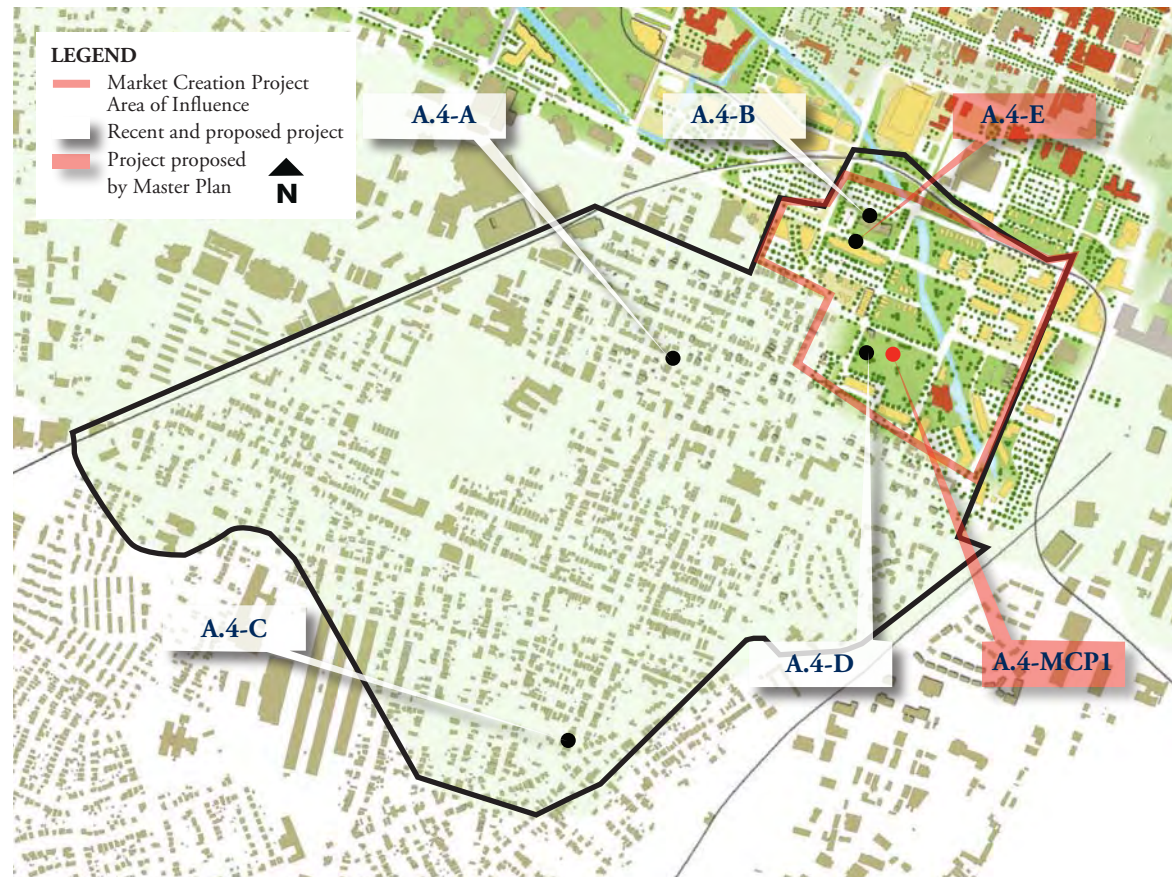 LEGEND
Market Creation Project
Area of Influence
Recent and proposed project
Project proposed
by Master Plan
N
A.4-A
A.4-B
A.4-E
A.4-C
A.4-D
A.4-MCP1